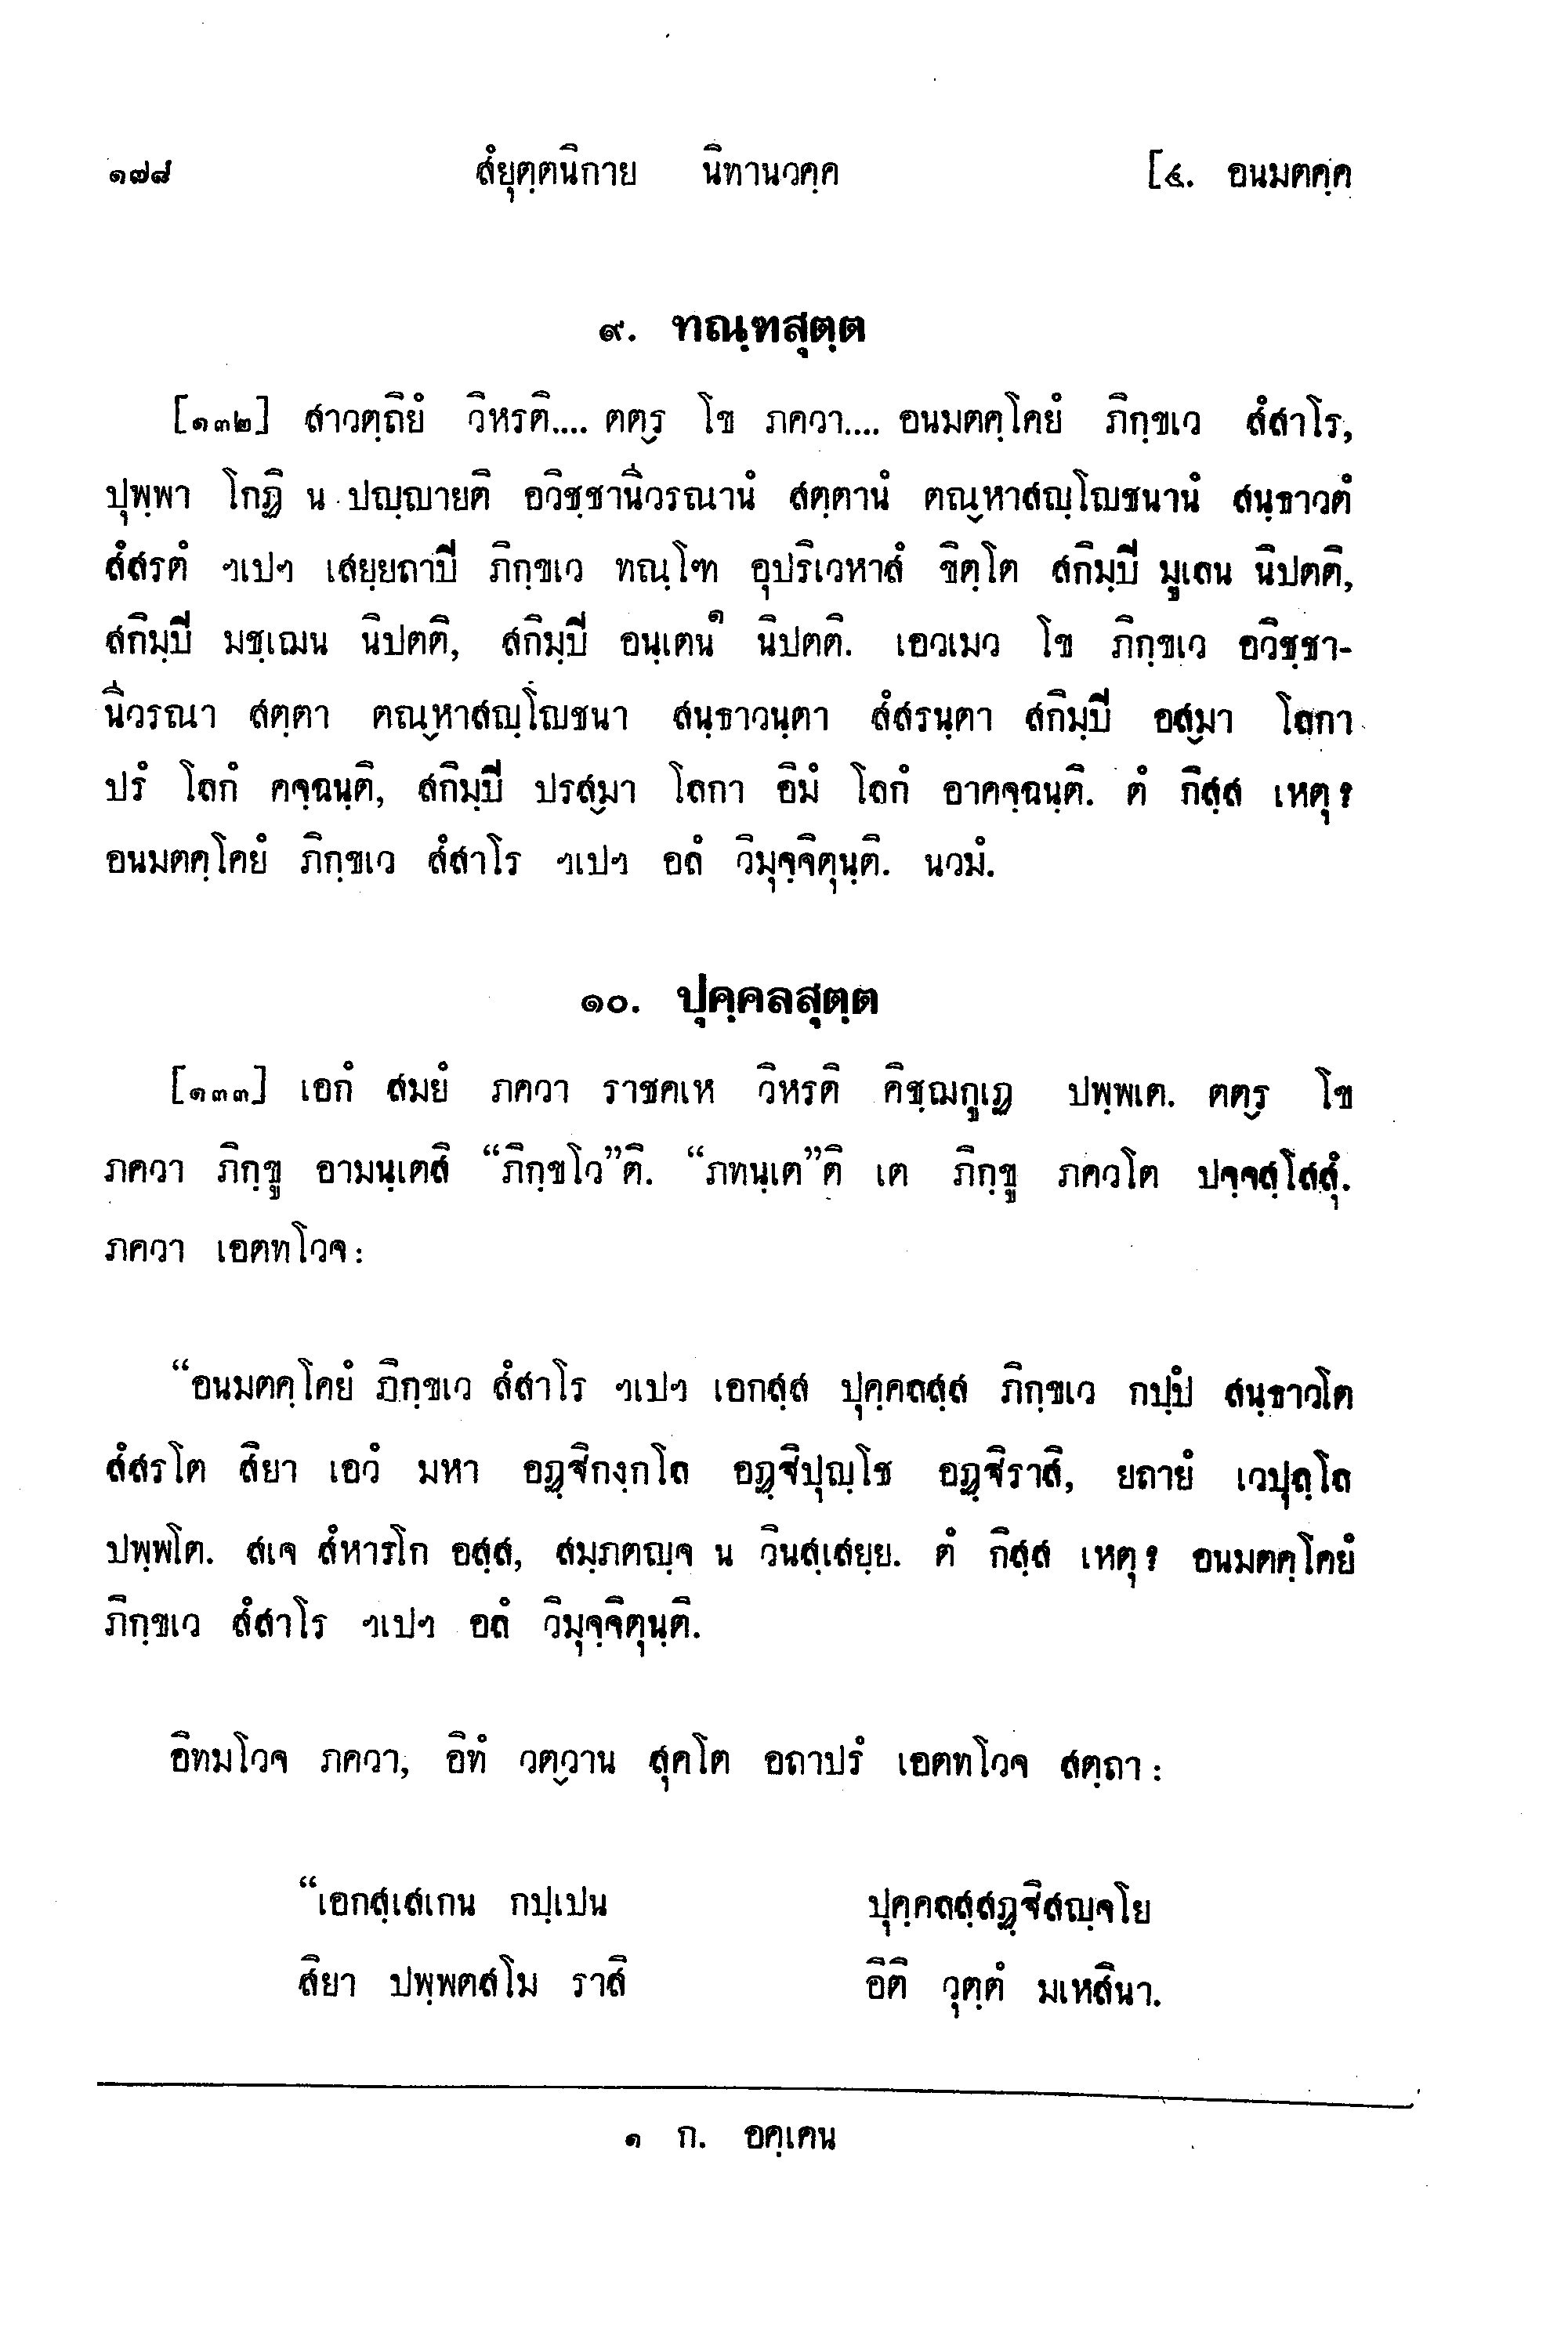 ๑๗๘ สํยุตฺตนิกาย นิทานวคฺค [๔. อนมตคฺค
๙. ทณฺฑสุตฺต
[๑๓๒] สาวตฺถิยํ วิหรติ.... ตตฺร โข ภควา.... อนมตคฺโคยํ ภิกฺขเว สํสาโร,
ปุพฺพา โกฏิ น ปญฺญายติ อวิชฺชานีวรณานํ สตฺตานํ ตณฺหาสญฺโญชนานํ สนฺธาวตํ
สํสรตํ ฯเปฯ เสยฺยถาปิ ภิกฺขเว ทณฺโฑ อุปริเวหาสํ ขิตฺโต สกิมฺปิ มูเลน นิปตติ,
สกิมฺปิ มชฺเฌน นิปตติ, สกิมฺปิ อนฺเตน๑ นิปตติ. เอวเมว โข ภิกฺขเว อวิชฺชา-
นีวรณา สตฺตา ตณฺหาสญฺโญชนา สนฺธาวนฺตา สํสรนฺตา สกิมฺปิ อสฺมา โลกา
ปรํ โลกํ คจฺฉนฺติ, สกิมฺปิ ปรสฺมา โลกา อิมํ โลกํ อาคจฺฉนฺติ. ตํ กิสฺส เหตุ?
อนมตคฺโคยํ ภิกฺขเว สํสาโร ฯเปฯ อลํ วิมุจฺจิตุนฺติ. นวมํ.
๑๐. ปุคฺคลสุตฺต
[๑๓๓] เอกํ สมยํ ภควา ราชคเห วิหรติ คิชฺฌกูเฏ ปพฺพเต. ตตฺร โข
ภควา ภิกฺขู อามนฺเตสิ “ภิกฺขโว”ติ. “ภทนฺเต”ติ เต ภิกฺขู ภควโต ปจฺจสฺโสสุํ.
ภควา เอตทโวจ :
“อนมตคฺโคยํ ภิกฺขเว สํสาโร ฯเปฯ เอกสฺส ปุคฺคลสฺส ภิกฺขเว กปฺปํ สนฺธาวโต
สํสรโต สิยา เอวํ มหา อฏฺฐิกงฺกโล อฏฺฐิปุญฺโช อฏฺฐิราสิ, ยถายํ เวปุลฺโล
ปพฺพโต. สเจ สํหารโก อสฺส, สมฺภตญฺจ น วินสฺเสยฺย. ตํ กิสฺส เหตุ? อนมตคฺโคยํ
ภิกฺขเว สํสาโร ฯเปฯ อลํ วิมุจฺจิตุนฺติ.
อิทมโวจ ภควา, อิทํ วตฺวาน สุคโต อถาปรํ เอตทโวจ สตฺถา :
“เอกสฺเสเกน กปฺเปน ปุคฺคลสฺสฏฺฐิสญฺจโย
สิยา ปพฺพตสโม ราสิ อิติ วุตฺตํ มเหสินา.
๑ ก. อคฺเคน